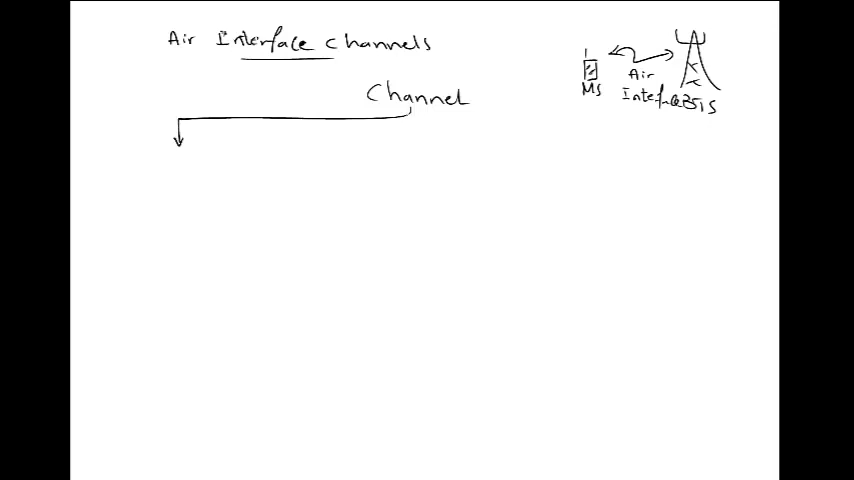 Air Interface Channels
Channel
Air
Interface
MS
BTS